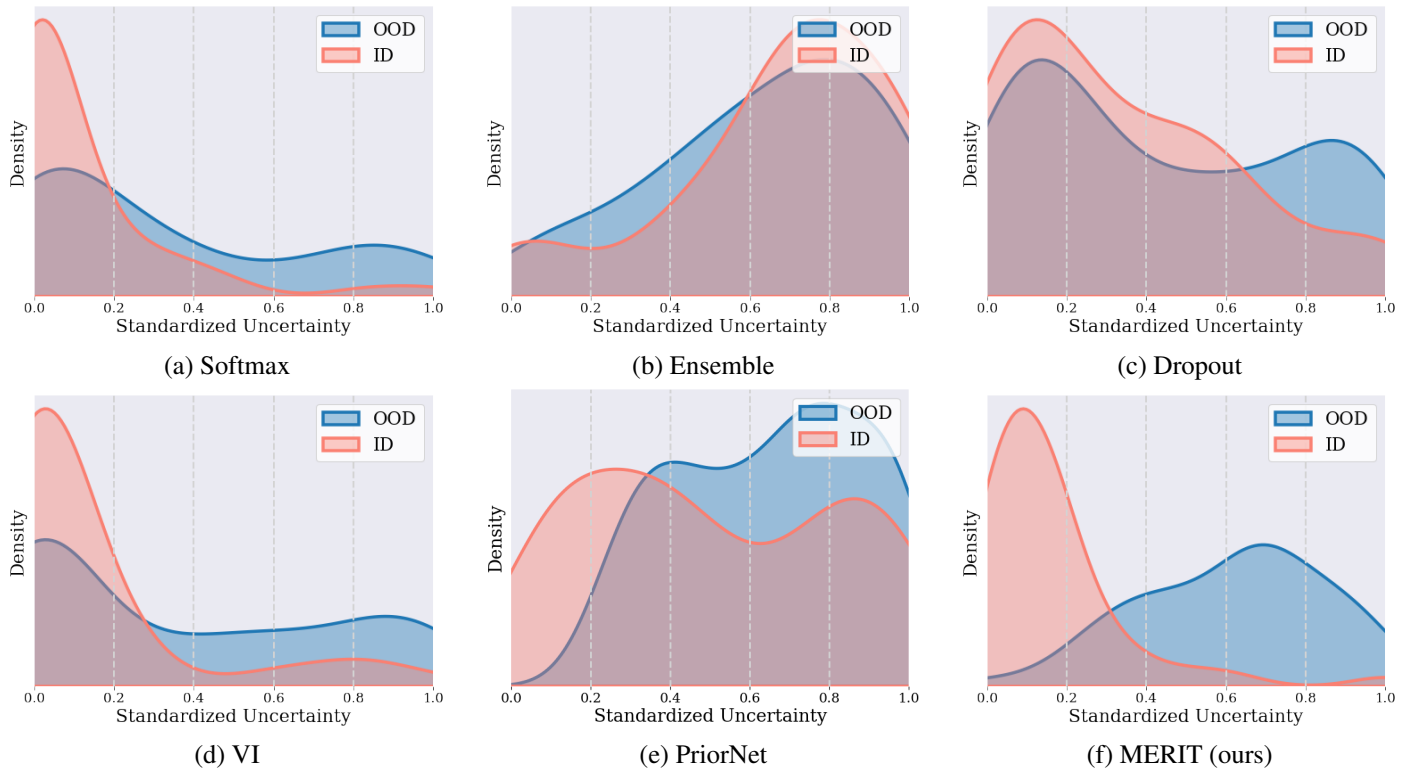 OOD
ID
Density
0.0 0.2 0.4 0.6 0.8 1.0
Standardized Uncertainty
(a) Softmax
OOD
ID
Density
0.0 0.2 0.4 0.6 0.8 1.0
Standardized Uncertainty
(b) Ensemble
OOD
ID
Density
0.0 0.2 0.4 0.6 0.8 1.0
Standardized Uncertainty
(c) Dropout
OOD
ID
Density
0.0 0.2 0.4 0.6 0.8 1.0
Standardized Uncertainty
(d) VI
OOD
ID
Density
0.0 0.2 0.4 0.6 0.8 1.0
Standardized Uncertainty
(e) PriorNet
OOD
ID
Density
0.0 0.2 0.4 0.6 0.8 1.0
Standardized Uncertainty
(f) MERIT (ours)